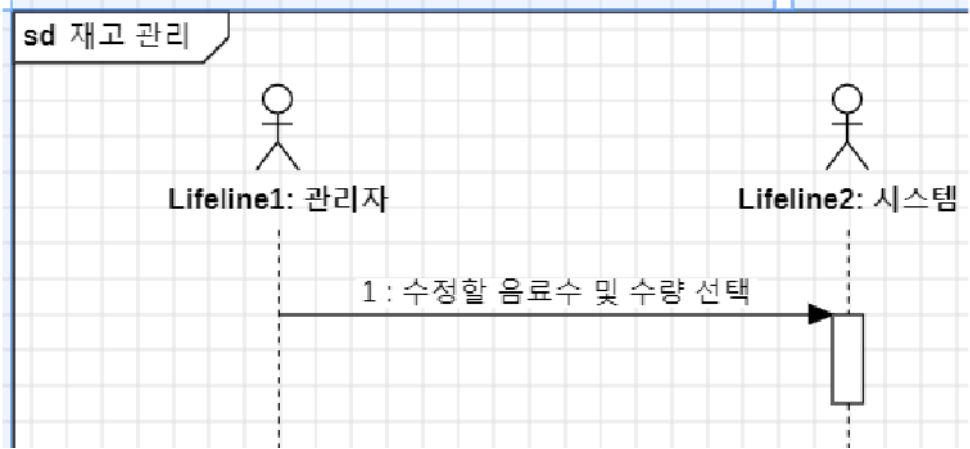 sd 재고 관리
Lifeline1: 관리자
Lifeline2: 시스템
1 : 수정할 음료수 및 수량 선택